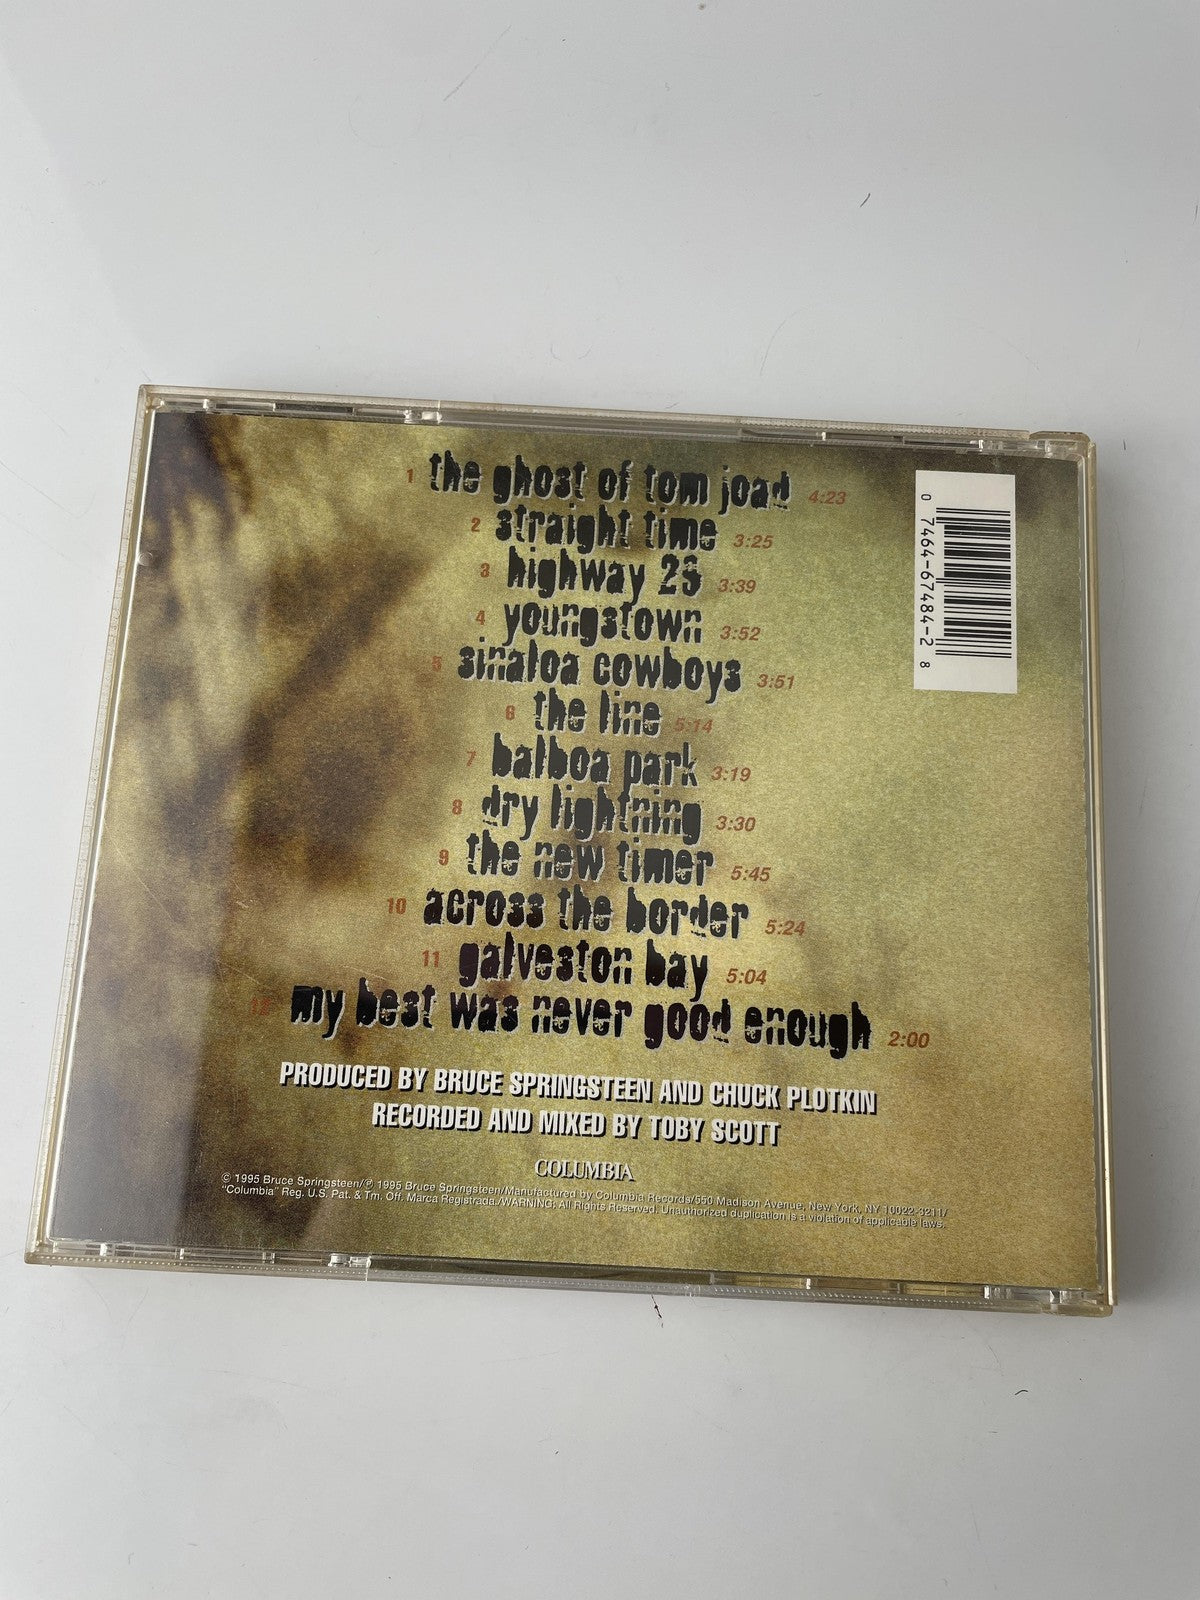 1 the ghost of tom joad 4:23
2 straight time 3:25
3 highway 29 3:39
4 youngstown 3:52
5 sinaloa cowboys 3:51
6 the line 5:14
7 balboa park 3:19
8 dry lightning 3:30
9 the new timer 5:45
10 across the border 5:24
11 galveston bay 5:04
12 my best was never good enough 2:00
PRODUCED BY BRUCE SPRINGSTEEN AND CHUCK PLOTKIN
RECORDED AND MIXED BY TOBY SCOTT
COLUMBIA
© 1995 Bruce Springsteen/℗ 1995 Bruce Springsteen/Manufactured by Columbia Records/550 Madison Avenue, New York, NY 10022-3211/
"Columbia" Reg. U.S. Pat. & Tm. Off. Marca Registrada./WARNING: All Rights Reserved. Unauthorized duplication is a violation of applicable laws.
0 7464-67484-2 8